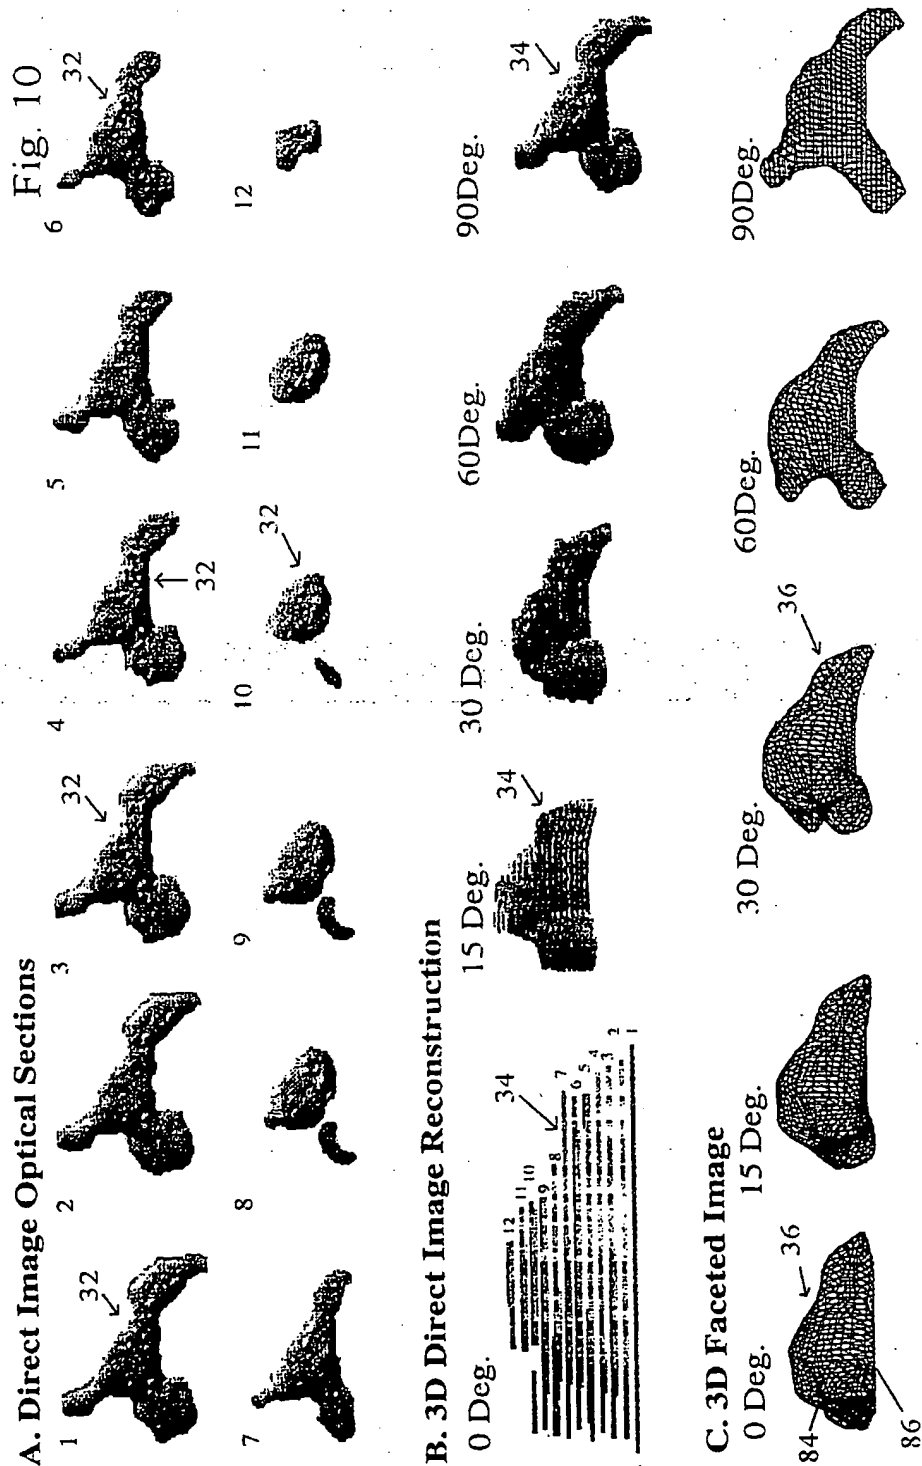 Fig. 10
A. Direct Image Optical Sections
1
32
2
3
32
4
32
5
6
32
7
8
9
10
32
11
12
B. 3D Direct Image Reconstruction
0 Deg.
34
12
11
10
9
8
7
6
5
4
3
2
1
15 Deg.
34
30 Deg.
60Deg.
90Deg.
34
C. 3D Faceted Image
0 Deg.
36
84
86
15 Deg.
30 Deg.
36
60Deg.
90Deg.